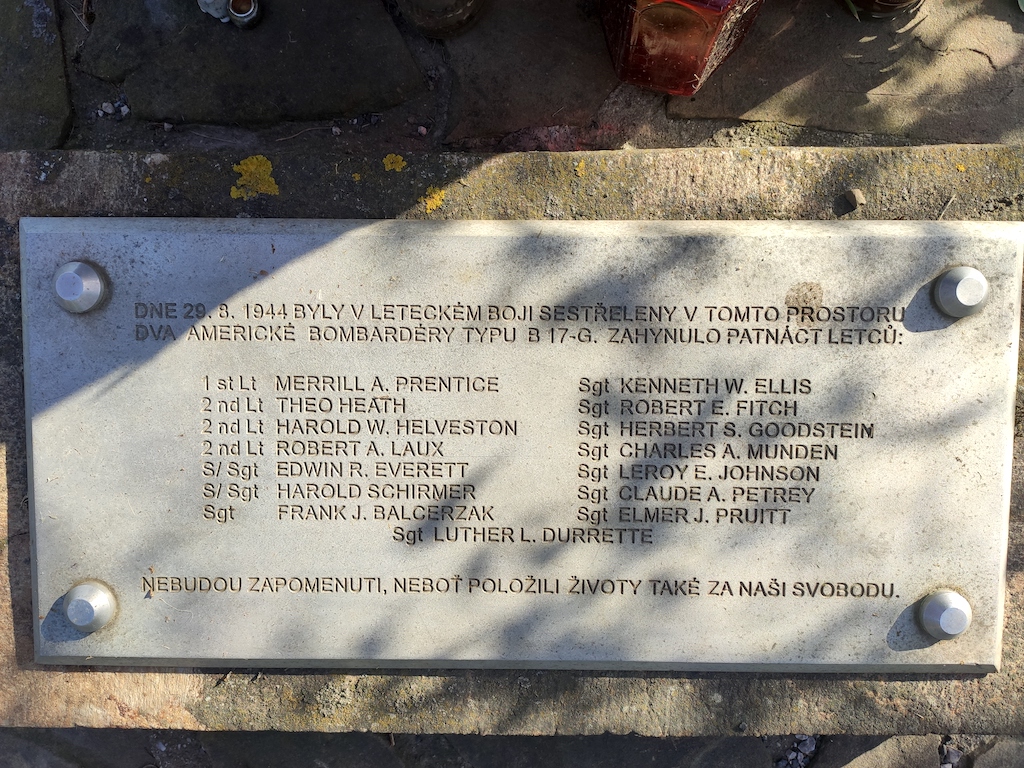 DNE 29. 8. 1944 BYLY V LETECKÉM BOJI SESTŘELENY V TOMTO PROSTORU
DVA AMERICKÉ BOMBARDÉRY TYPU B 17-G. ZAHYNULO PATNÁCT LETCŮ:
1 st Lt MERRILL A. PRENTICE
2 nd Lt THEO HEATH
2 nd Lt HAROLD W. HELVESTON
2 nd Lt ROBERT A. LAUX
S/ Sgt EDWIN R. EVERETT
S/ Sgt HAROLD SCHIRMER
Sgt FRANK J. BALCERZAK
Sgt KENNETH W. ELLIS
Sgt ROBERT E. FITCH
Sgt HERBERT S. GOODSTEIN
Sgt CHARLES A. MUNDEN
Sgt LEROY E. JOHNSON
Sgt CLAUDE A. PETREY
Sgt ELMER J. PRUITT
Sgt LUTHER L. DURRETTE
NEBUDOU ZAPOMENUTI, NEBOŤ POLOŽILI ŽIVOTY TAKÉ ZA NAŠI SVOBODU.